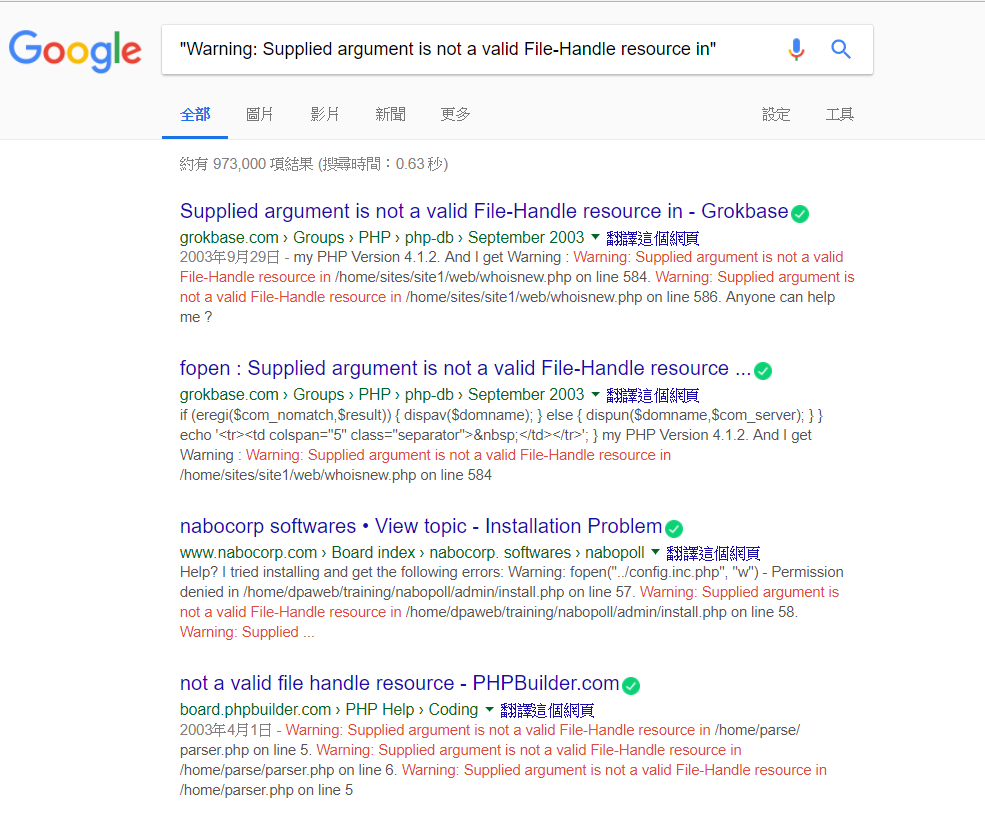 Google
"Warning: Supplied argument is not a valid File-Handle resource in"
全部 圖片 影片 新聞 更多 設定 工具
約有 973,000 項結果 (搜尋時間：0.63 秒)
Supplied argument is not a valid File-Handle resource in - Grokbase
grokbase.com › Groups › PHP › php-db › September 2003 翻譯這個網頁
2003年9月29日 - my PHP Version 4.1.2. And I get Warning : Warning: Supplied argument is not a valid
File-Handle resource in /home/sites/site1/web/whoisnew.php on line 584. Warning: Supplied argument is
not a valid File-Handle resource in /home/sites/site1/web/whoisnew.php on line 586. Anyone can help
me ?
fopen : Supplied argument is not a valid File-Handle resource ...
grokbase.com › Groups › PHP › php-db › September 2003 翻譯這個網頁
if (eregi($com_nomatch,$result)) { dispav($domname); } else { dispun($domname,$com_server); } }
echo '<tr><td colspan="5" class="separator">&nbsp;</td></tr>'; } my PHP Version 4.1.2. And I get
Warning : Warning: Supplied argument is not a valid File-Handle resource in
/home/sites/site1/web/whoisnew.php on line 584
nabocorp softwares • View topic - Installation Problem
www.nabocorp.com › Board index › nabocorp. softwares › nabopoll 翻譯這個網頁
Help? I tried installing and get the following errors: Warning: fopen("../config.inc.php", "w") - Permission
denied in /home/dpaweb/training/nabopoll/admin/install.php on line 57. Warning: Supplied argument is
not a valid File-Handle resource in /home/dpaweb/training/nabopoll/admin/install.php on line 58.
Warning: Supplied ...
not a valid file handle resource - PHPBuilder.com
board.phpbuilder.com › PHP Help › Coding 翻譯這個網頁
2003年4月1日 - Warning: Supplied argument is not a valid File-Handle resource in /home/parse/
parser.php on line 5. Warning: Supplied argument is not a valid File-Handle resource in
/home/parse/parser.php on line 6. Warning: Supplied argument is not a valid File-Handle resource in
/home/parser.php on line 5